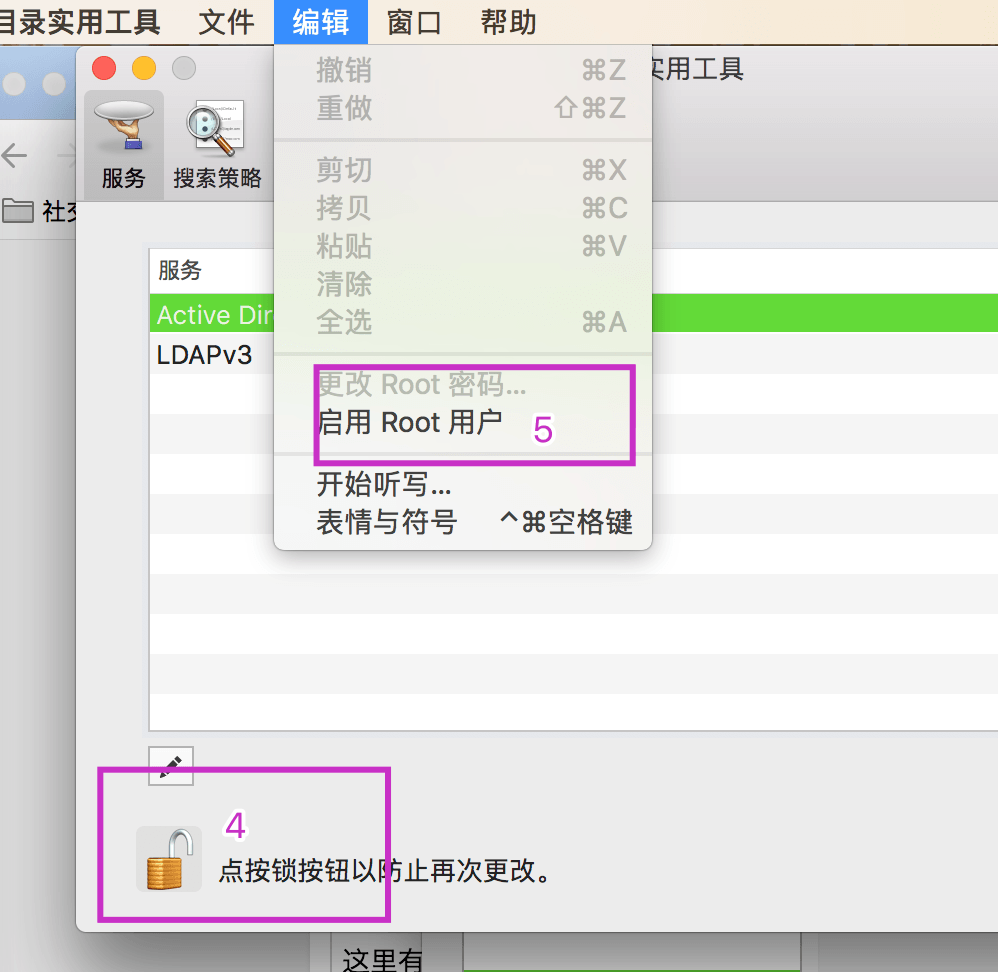 目录实用工具 文件 编辑 窗口 帮助
实用工具
服务 搜索策略
社交
撤销 ⌘Z
重做 ⇧⌘Z
剪切 ⌘X
拷贝 ⌘C
粘贴 ⌘V
清除
全选 ⌘A
更改 Root 密码...
启用 Root 用户
5
开始听写...
表情与符号 ^⌘空格键
服务
Active Dir
LDAPv3
4
点按锁按钮以防止再次更改。
这里有